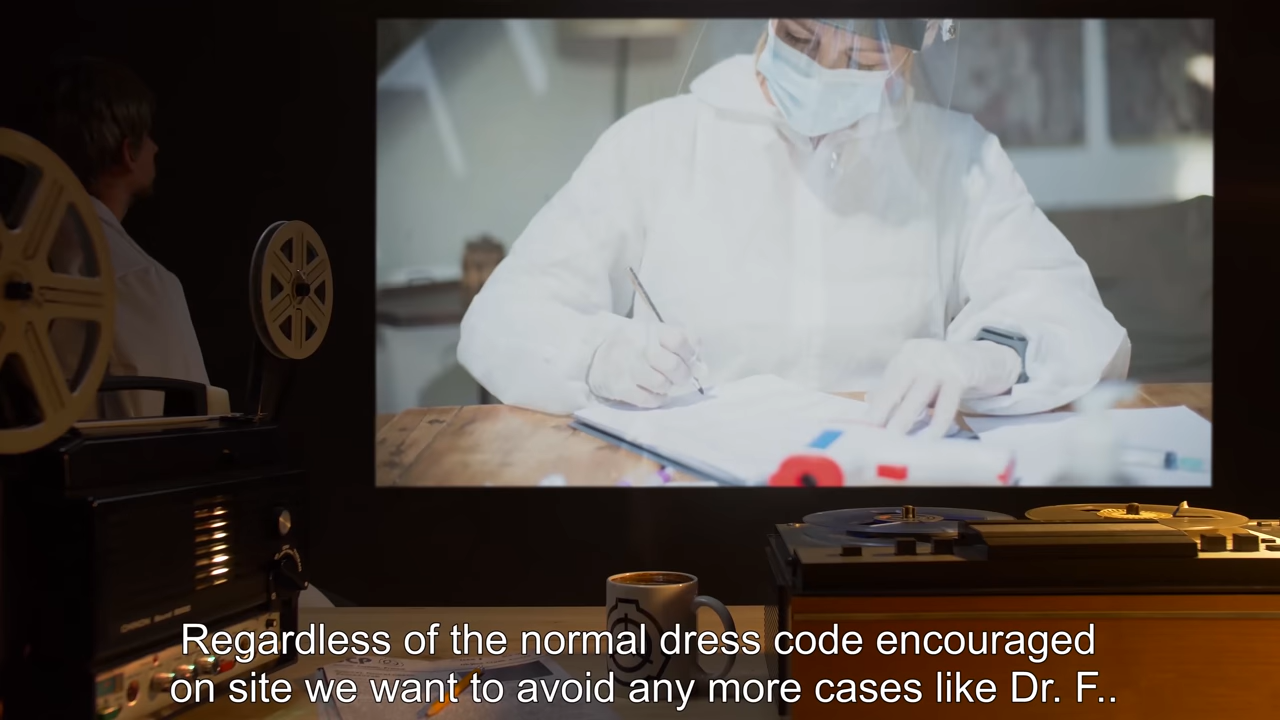 Regardless of the normal dress code encouraged
on site we want to avoid any more cases like Dr. F..